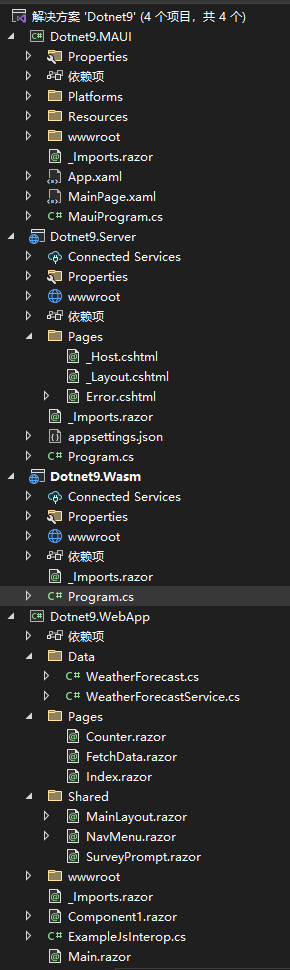 解决方案 'Dotnet9' (4 个项目，共 4 个)
Dotnet9.MAUI
Properties
依赖项
Platforms
Resources
wwwroot
_Imports.razor
App.xaml
MainPage.xaml
C# MauiProgram.cs
Dotnet9.Server
Connected Services
Properties
wwwroot
依赖项
Pages
_Host.cshtml
_Layout.cshtml
Error.cshtml
_Imports.razor
appsettings.json
C# Program.cs
Dotnet9.Wasm
Connected Services
Properties
wwwroot
依赖项
_Imports.razor
C# Program.cs
C# Dotnet9.WebApp
依赖项
Data
C# WeatherForecast.cs
C# WeatherForecastService.cs
Pages
Counter.razor
FetchData.razor
Index.razor
Shared
MainLayout.razor
NavMenu.razor
SurveyPrompt.razor
wwwroot
_Imports.razor
Component1.razor
C# ExampleJsInterop.cs
Main.razor